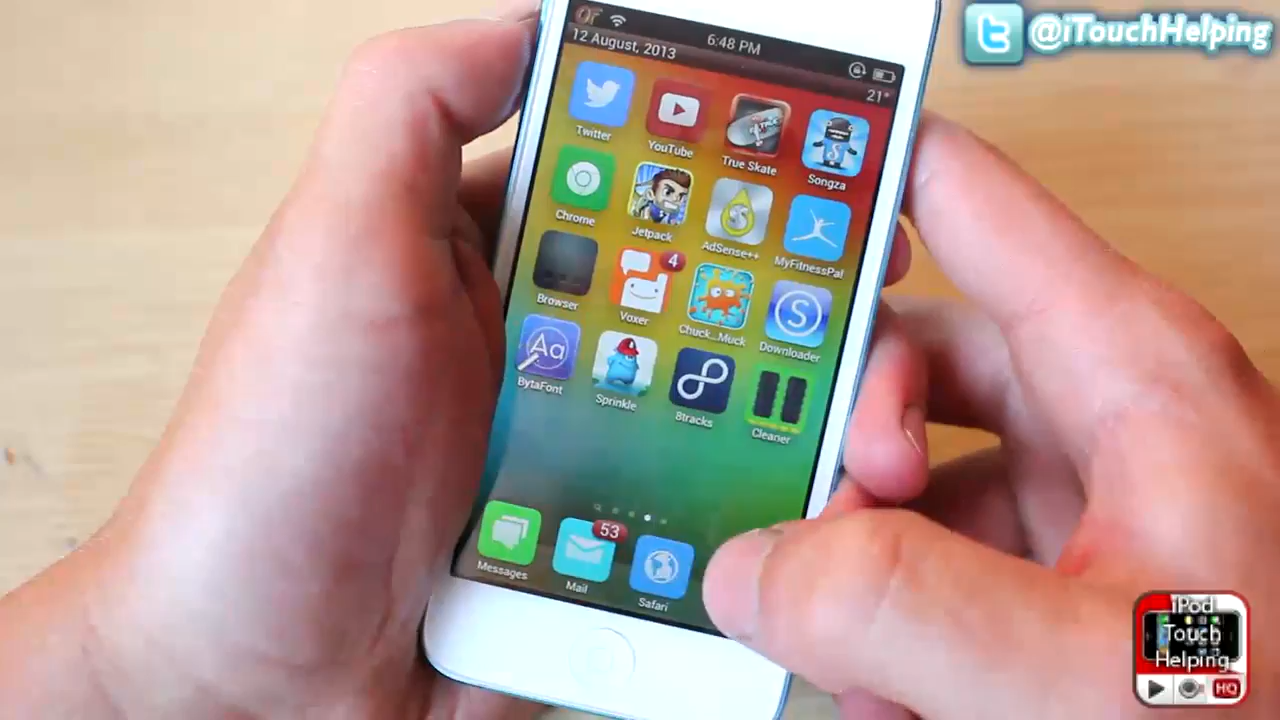 @iTouchHelping
6:48 PM
12 August, 2013
21°
Twitter
YouTube
True Skate
Songza
Chrome
Jetpack
AdSense++
MyFitnessPal
Browser
4
Voxer
Chuck...Muck
Downloader
Aa
BytaFont
Sprinkle
8tracks
Cleaner
53
Messages
Mail
Safari
iPod
Touch
Helping
HQ